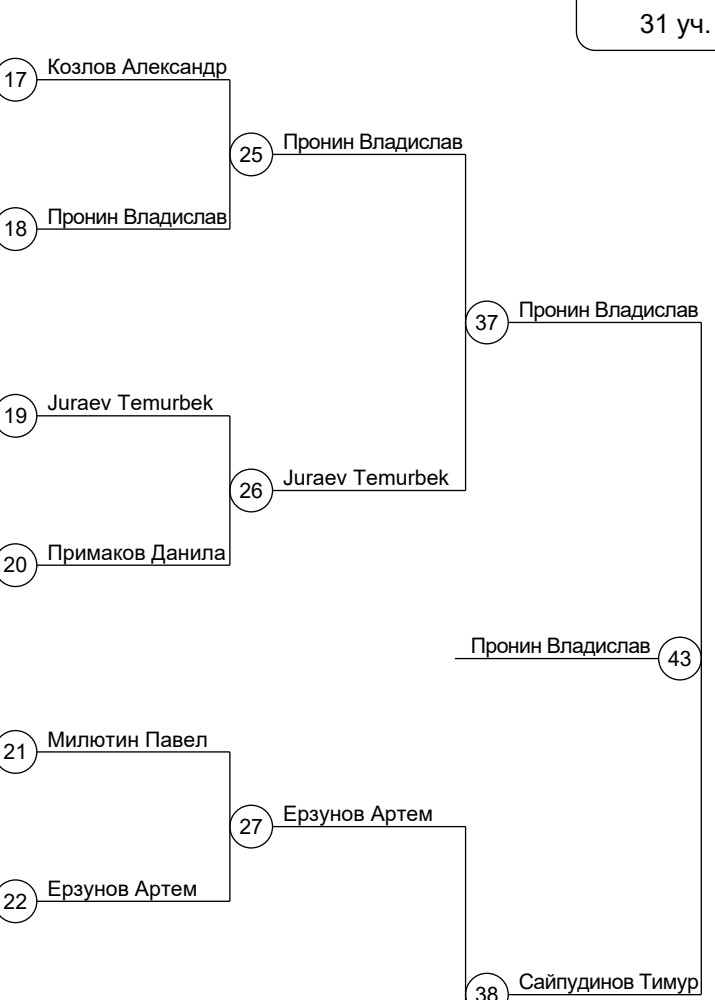 31 уч.
17 Козлов Александр
25 Пронин Владислав
18 Пронин Владислав
37 Пронин Владислав
19 Juraev Temurbek
26 Juraev Temurbek
20 Примаков Данила
Пронин Владислав 43
21 Милютин Павел
27 Ерзунов Артем
22 Ерзунов Артем
38 Сайпудинов Тимур